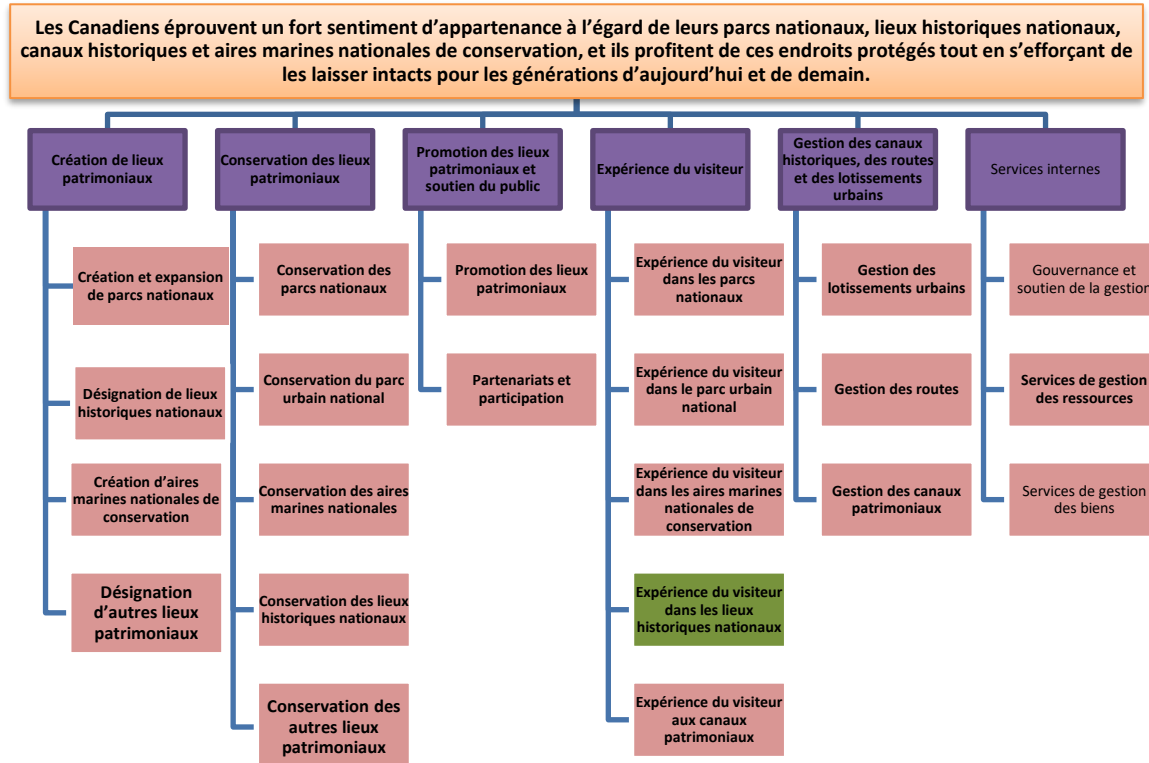 Les Canadiens éprouvent un fort sentiment d’appartenance à l’égard de leurs parcs nationaux, lieux historiques nationaux,
canaux historiques et aires marines nationales de conservation, et ils profitent de ces endroits protégés tout en s’efforçant de
les laisser intacts pour les générations d’aujourd’hui et de demain.
Création de lieux
patrimoniaux
Conservation des lieux
patrimoniaux
Promotion des lieux
patrimoniaux et
soutien du public
Expérience du visiteur
Gestion des canaux
historiques, des routes
et des lotissements
urbains
Services internes
Création et expansion
de parcs nationaux
Désignation de lieux
historiques nationaux
Création d’aires
marines nationales de
conservation
Désignation
d’autres lieux
patrimoniaux
Conservation des
parcs nationaux
Conservation du parc
urbain national
Conservation des aires
marines nationales
Conservation des lieux
historiques nationaux
Conservation des
autres lieux
patrimoniaux
Promotion des lieux
patrimoniaux
Partenariats et
participation
Expérience du visiteur
dans les parcs
nationaux
Expérience du visiteur
dans le parc urbain
national
Expérience du visiteur
dans les aires marines
nationales de
conservation
Expérience du visiteur
dans les lieux
historiques nationaux
Expérience du visiteur
aux canaux
patrimoniaux
Gestion des
lotissements urbains
Gestion des routes
Gestion des canaux
patrimoniaux
Gouvernance et
soutien de la gestion
Services de gestion
des ressources
Services de gestion
des biens